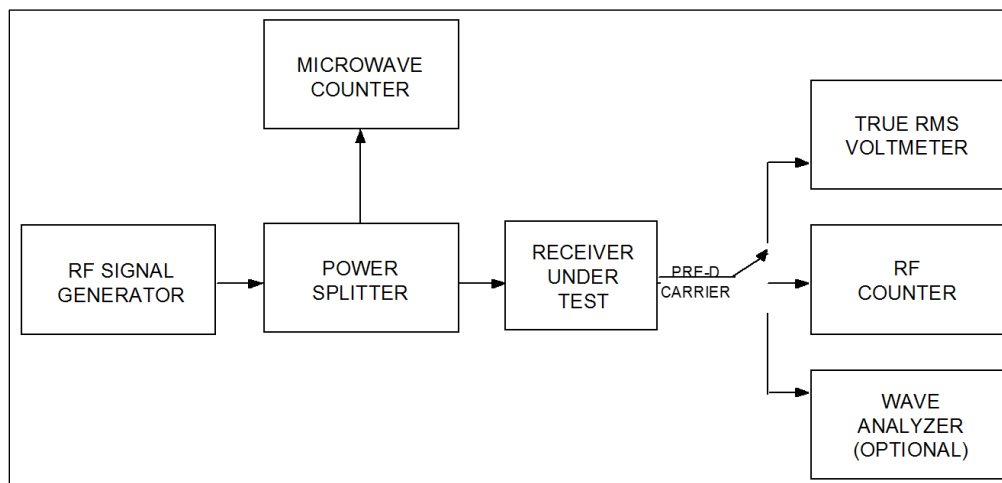 MICROWAVE
COUNTER
TRUE RMS
VOLTMETER
RF SIGNAL
GENERATOR
POWER
SPLITTER
RECEIVER
UNDER
TEST
PRE-D
CARRIER
RF
COUNTER
WAVE
ANALYZER
(OPTIONAL)